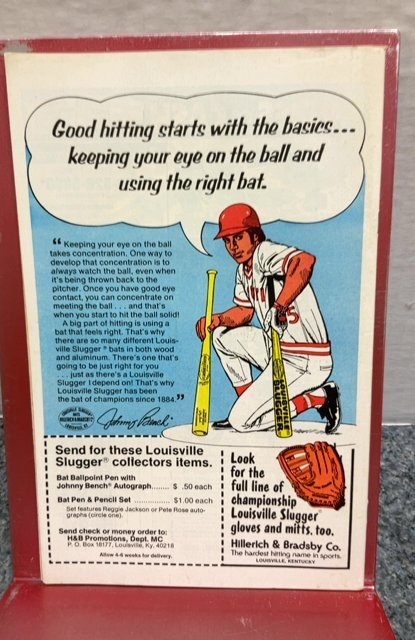 Good hitting starts with the basics...
keeping your eye on the ball and
using the right bat.
“ Keeping your eye on the ball
takes concentration. One way to
develop that concentration is to
always watch the ball, even when
it's being thrown back to the
pitcher. Once you have good eye
contact, you can concentrate on
meeting the ball . . . and that's
when you start to hit the ball solid!
A big part of hitting is using a
bat that feels right. That's why
there are so many different Louis-
ville Slugger® bats in both wood
and aluminum. There's one that's
going to be just right for you
. . . just as there's a Louisville
Slugger I depend on! That's why
Louisville Slugger has been
the bat of champions since 1884.”
Johnny Bench
LOUISVILLE
SLUGGER
Send for these Louisville
Slugger® collectors items.
Bat Ballpoint Pen with
Johnny Bench® Autograph........ $ .50 each
Bat Pen & Pencil Set ............... $1.00 each
Set features Reggie Jackson or Pete Rose auto-
graphs (circle one).
Send check or money order to:
H&B Promotions, Dept. MC
P. O. Box 18177, Louisville, Ky. 40218
Allow 4-6 weeks for delivery.
Look
for the
full line of
championship
Louisville Slugger®
gloves and mitts, too.
Hillerich & Bradsby Co.
The hardest hitting name in sports.
LOUISVILLE, KENTUCKY